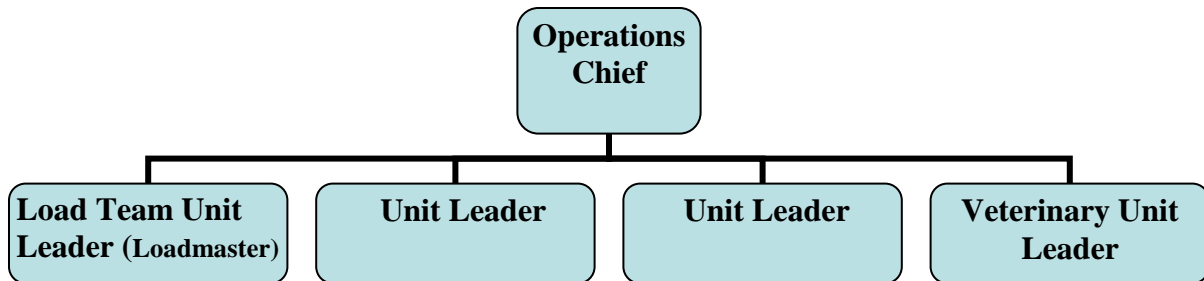 Operations
Chief
Load Team Unit
Leader (Loadmaster)
Unit Leader
Unit Leader
Veterinary Unit
Leader